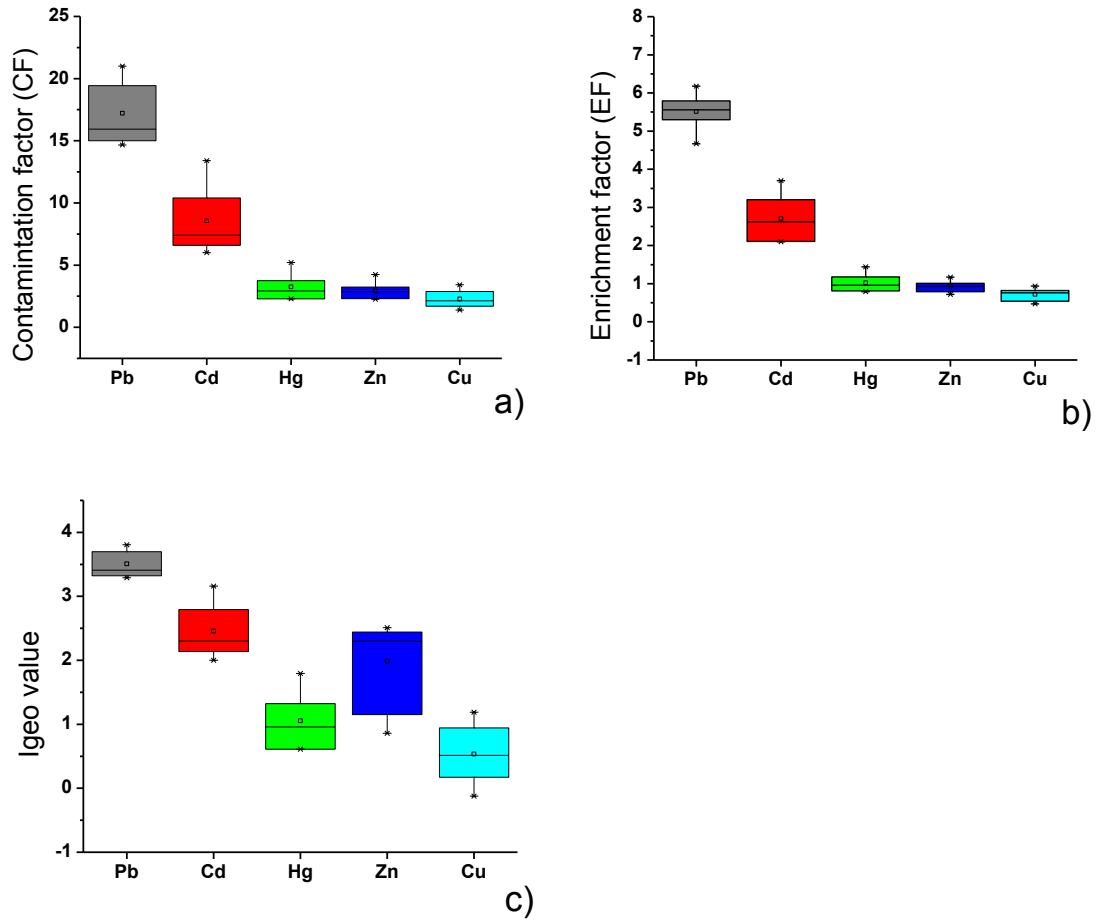 Contamintation factor (CF)
25
20
15
10
5
0
Pb Cd Hg Zn Cu
a)
Enrichment factor (EF)
8
7
6
5
4
3
2
1
0
-1
Pb Cd Hg Zn Cu
b)
Igeo value
4
3
2
1
0
-1
Pb Cd Hg Zn Cu
c)